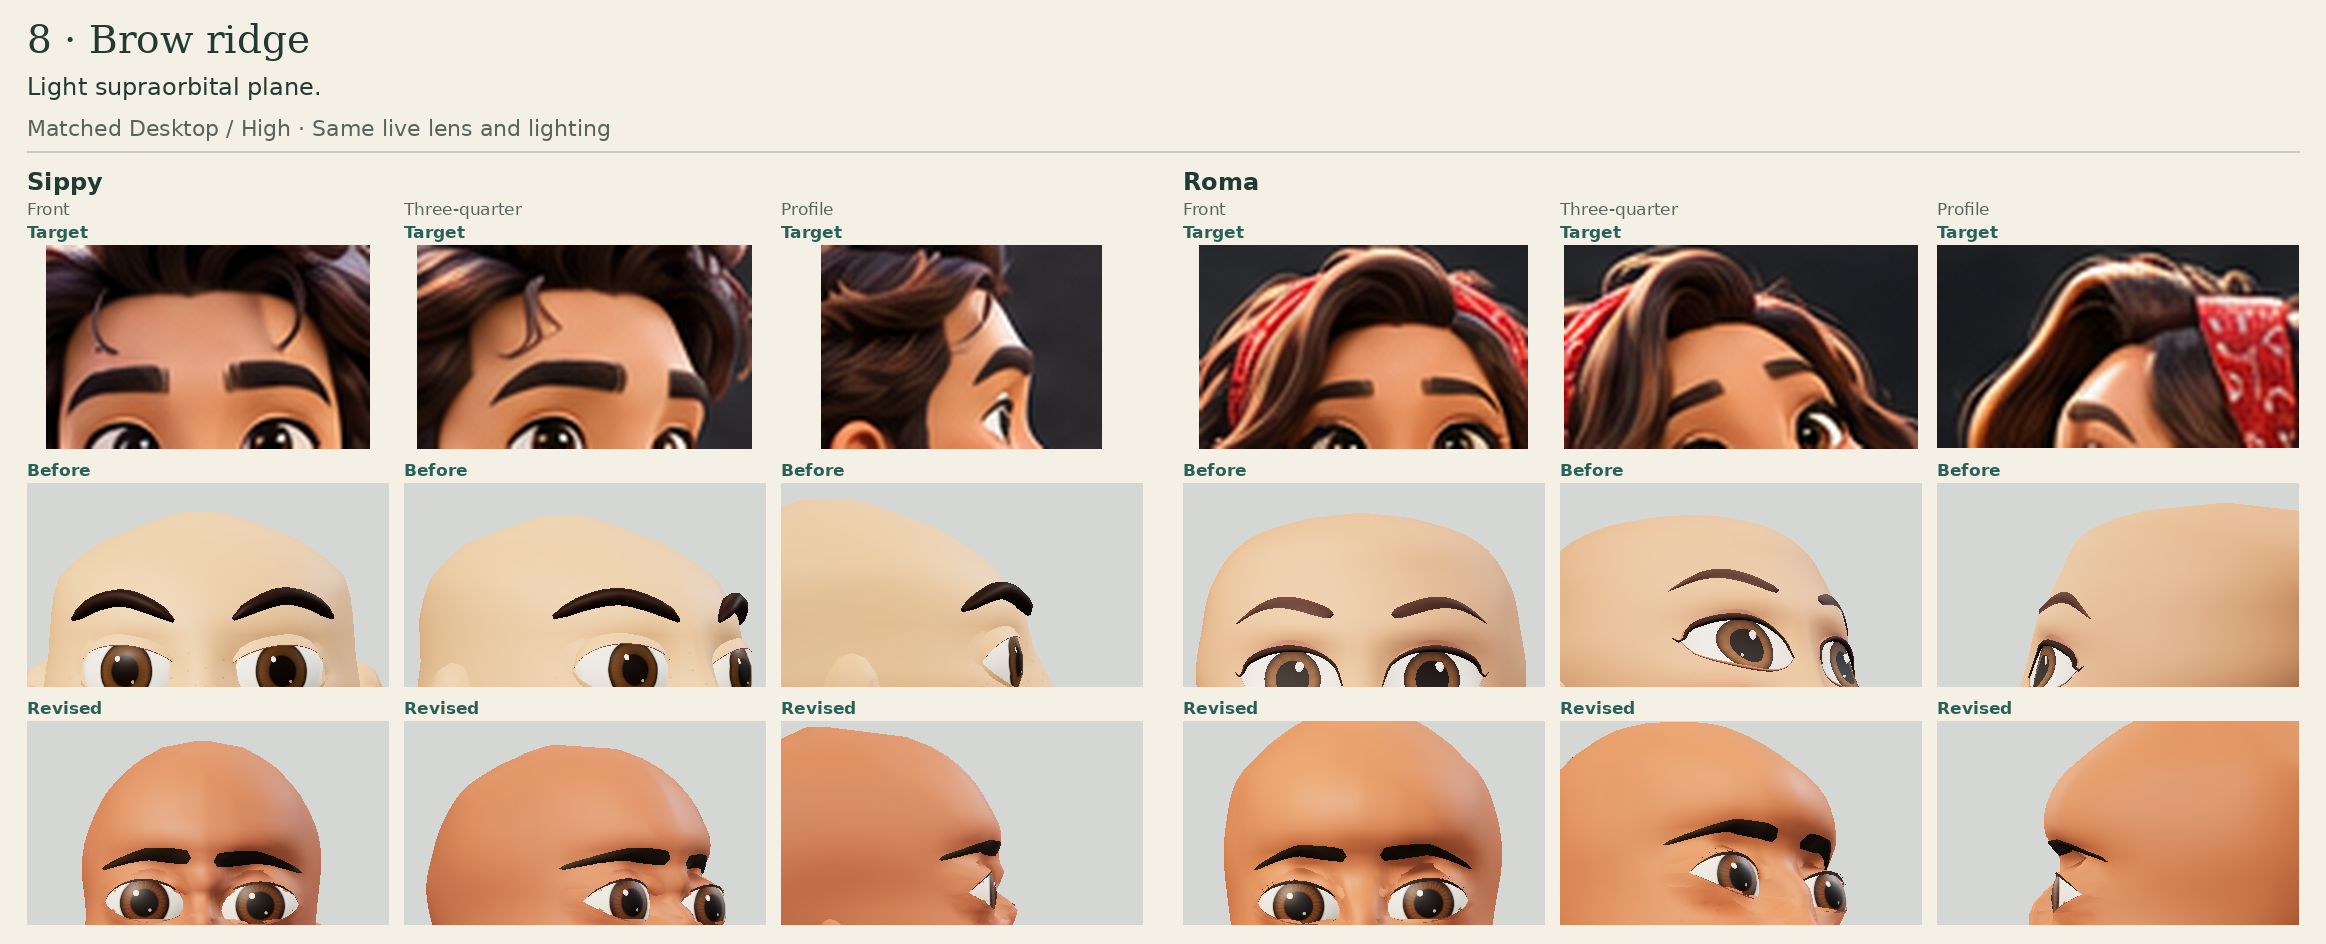 8 · Brow ridge
Light supraorbital plane.
Matched Desktop / High · Same live lens and lighting
Sippy
Roma
Front
Three-quarter
Profile
Front
Three-quarter
Profile
Target
Target
Target
Target
Target
Target
Before
Before
Before
Before
Before
Before
Revised
Revised
Revised
Revised
Revised
Revised